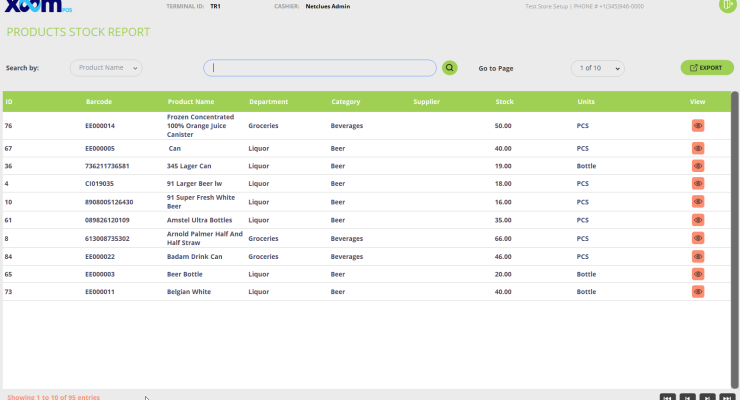 XOOM POS TERMINAL ID: TR1 CASHIER: Netclues Admin Test Store Setup | PHONE # +1(345)946-0000
PRODUCTS STOCK REPORT
Search by: Product Name Go to Page 1 of 10 EXPORT
ID Barcode Product Name Department Category Supplier Stock Units View
76 EE000014 Frozen Concentrated 100% Orange Juice Canister Groceries Beverages 50.00 PCS
67 EE000005 Can Liquor Beer 40.00 PCS
36 736211736581 345 Lager Can Liquor Beer 19.00 Bottle
4 CI019035 91 Larger Beer lw Liquor Beer 18.00 PCS
10 8908005126430 91 Super Fresh White Beer Liquor Beer 16.00 PCS
61 089826120109 Amstel Ultra Bottles Liquor Beer 35.00 PCS
8 613008735302 Arnold Palmer Half And Half Straw Groceries Beverages 66.00 PCS
84 EE000022 Badam Drink Can Groceries Beverages 46.00 PCS
65 EE000003 Beer Bottle Liquor Beer 20.00 Bottle
73 EE000011 Belgian White Liquor Beer 40.00 Bottle
Showing 1 to 10 of 95 entries